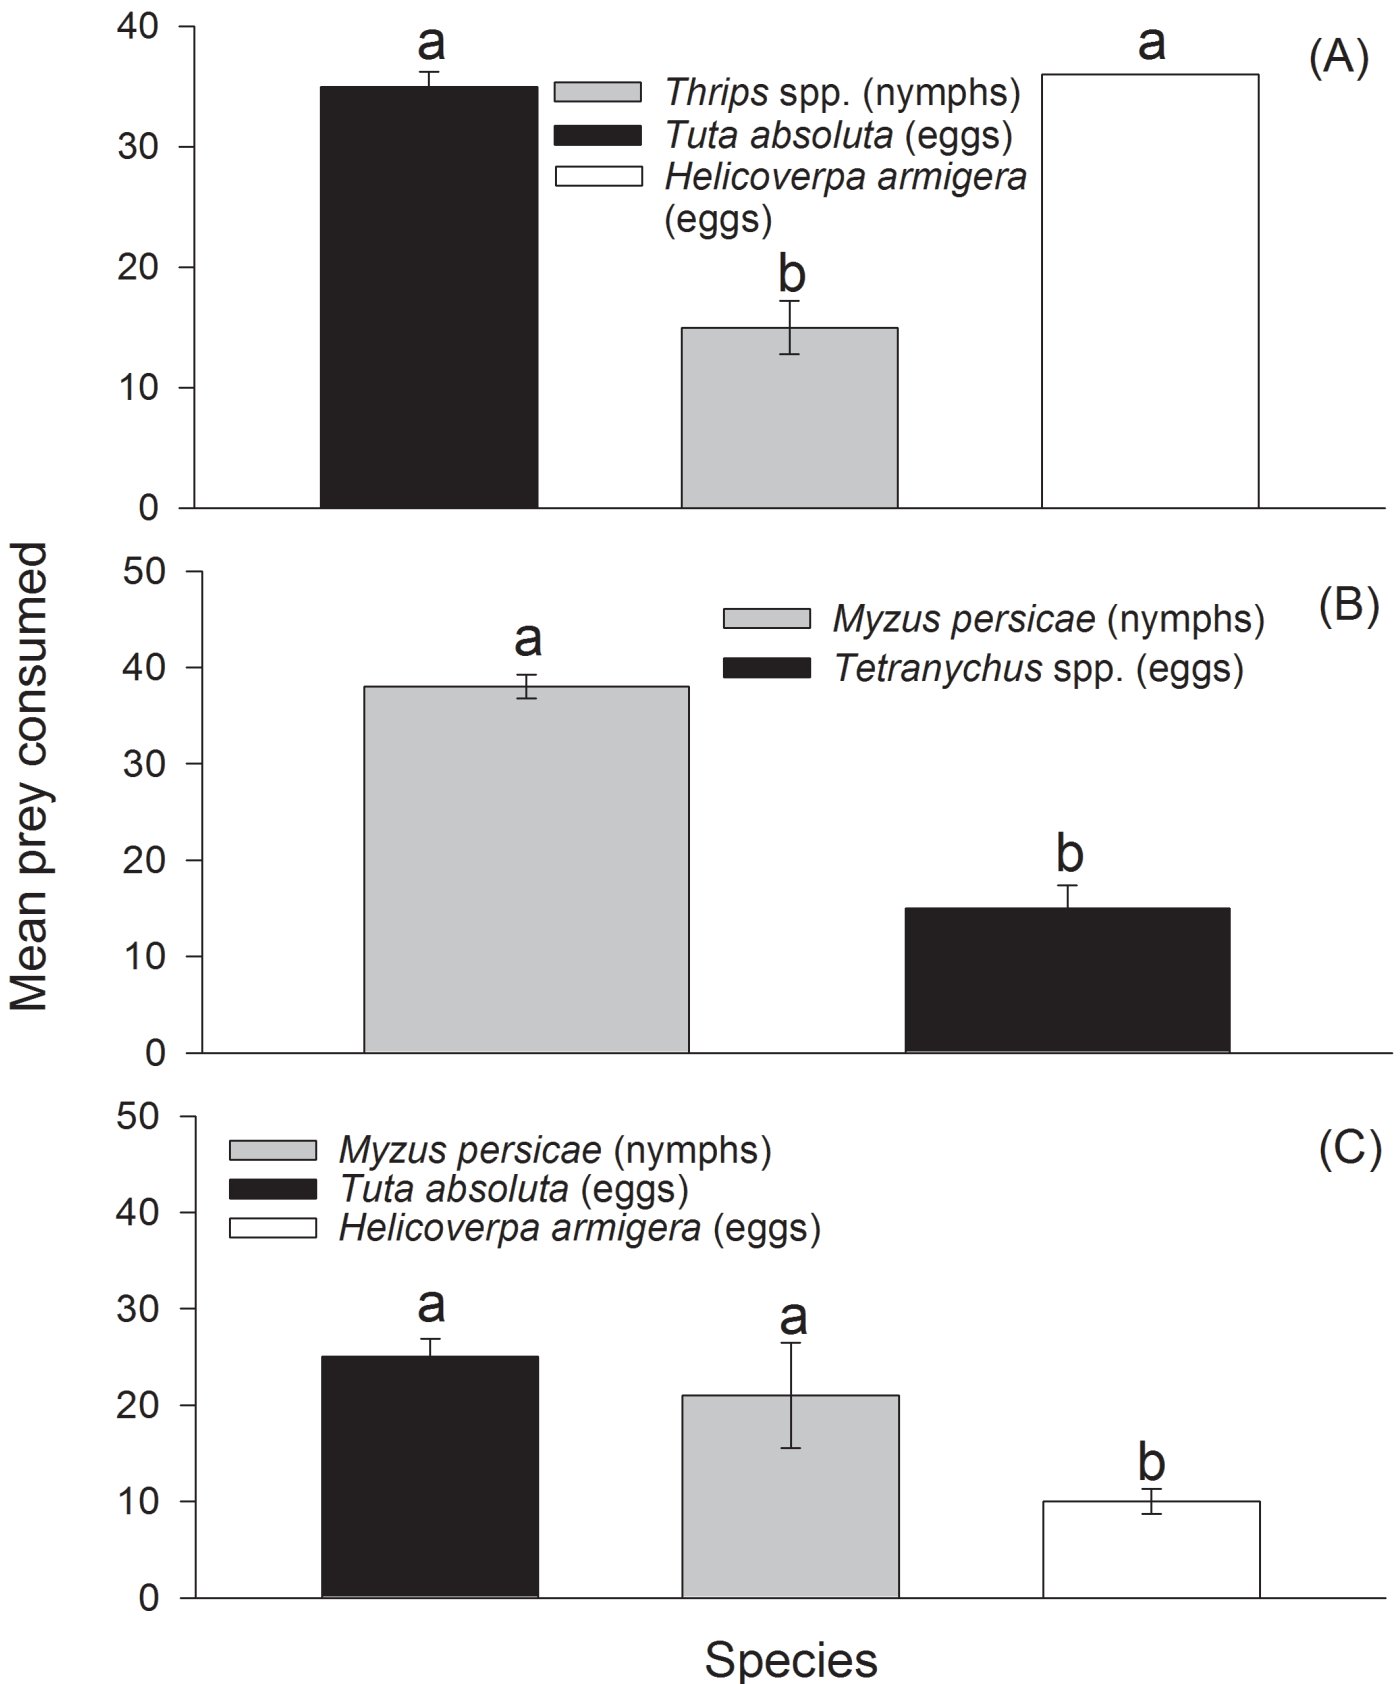 Mean prey consumed
40
30
20
10
0
a
b
a
(A)
Thrips spp. (nymphs)
Tuta absoluta (eggs)
Helicoverpa armigera
(eggs)
50
40
30
20
10
0
a
b
(B)
Myzus persicae (nymphs)
Tetranychus spp. (eggs)
50
40
30
20
10
0
a
a
b
(C)
Myzus persicae (nymphs)
Tuta absoluta (eggs)
Helicoverpa armigera (eggs)
Species